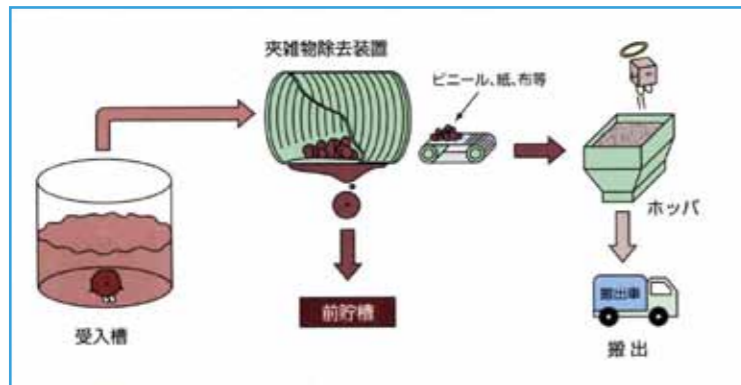 夾雑物除去装置
ビニール、紙、布等
ホッパ
搬出車
前貯槽
受入槽
搬出